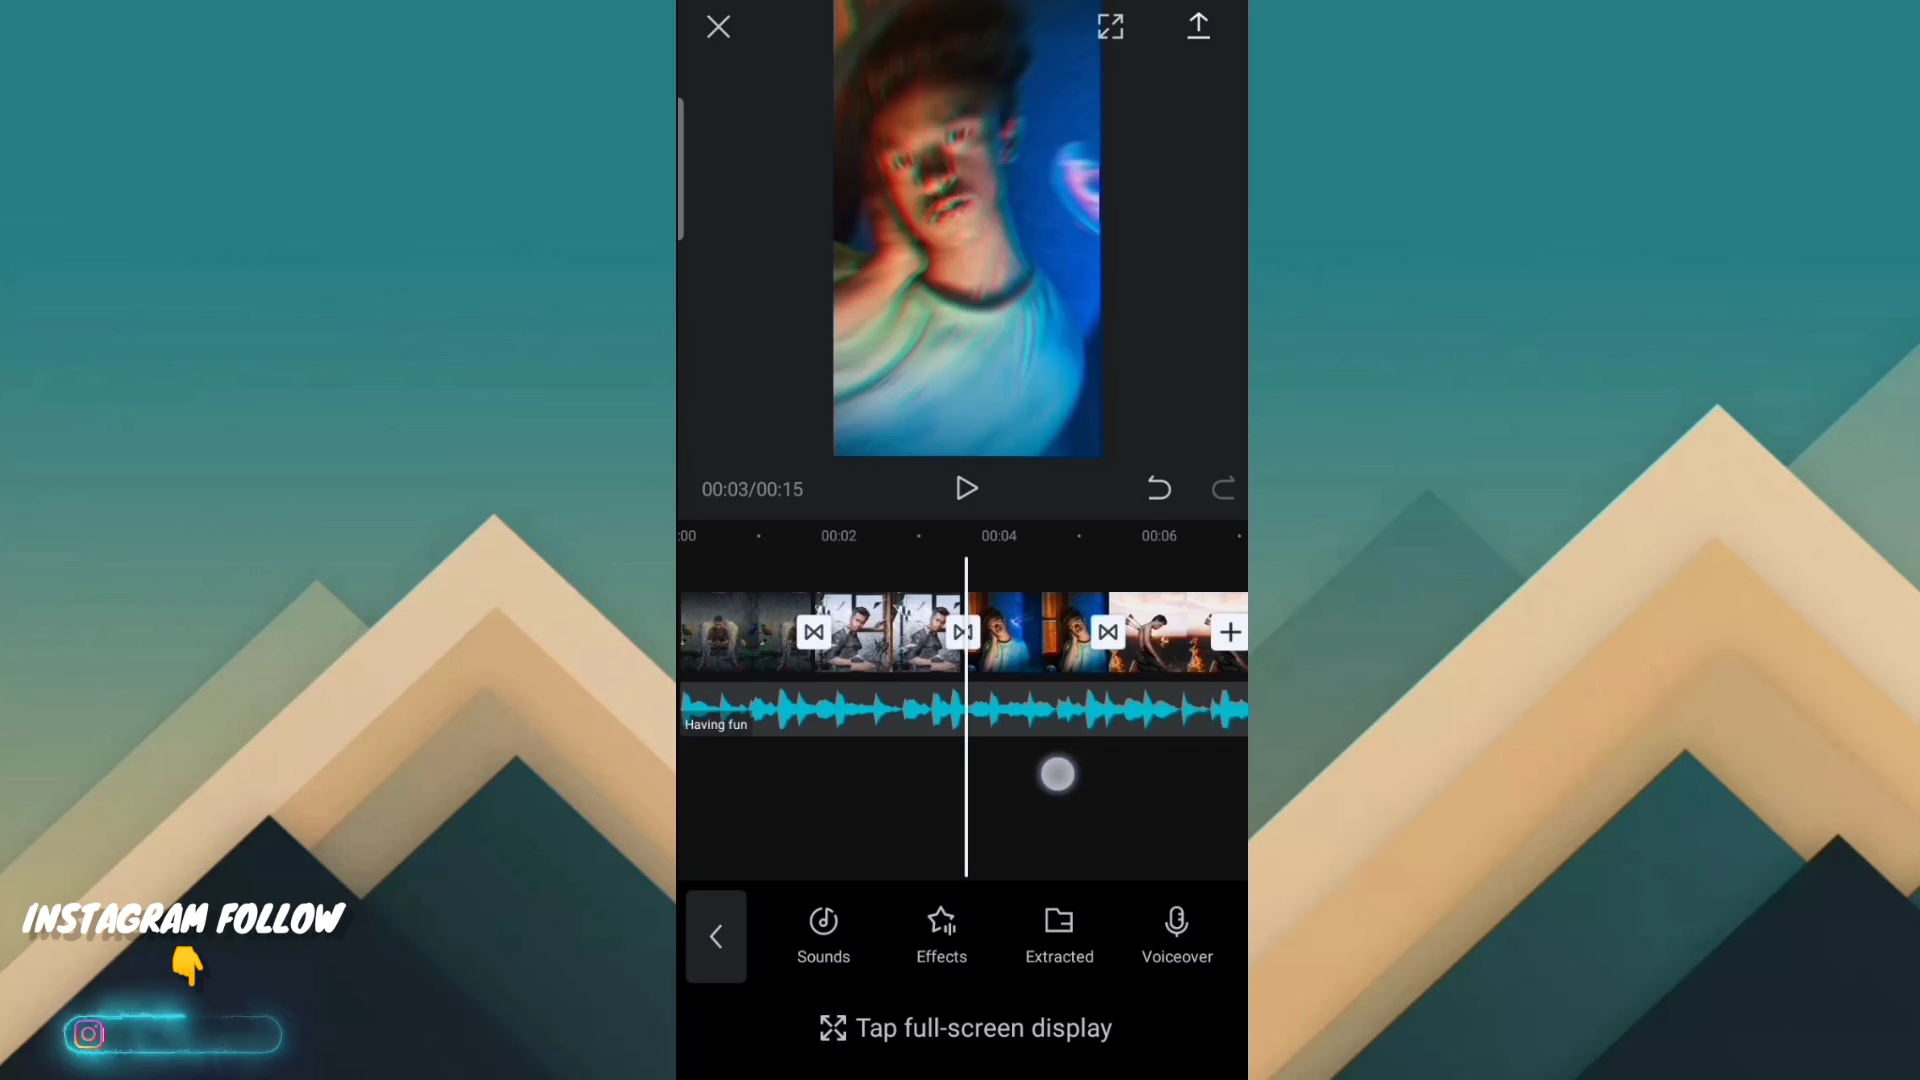 00:03/00:15
:00
00:02
00:04
00:06
Having fun
Sounds
Effects
Extracted
Voiceover
Tap full-screen display
INSTAGRAM FOLLOW